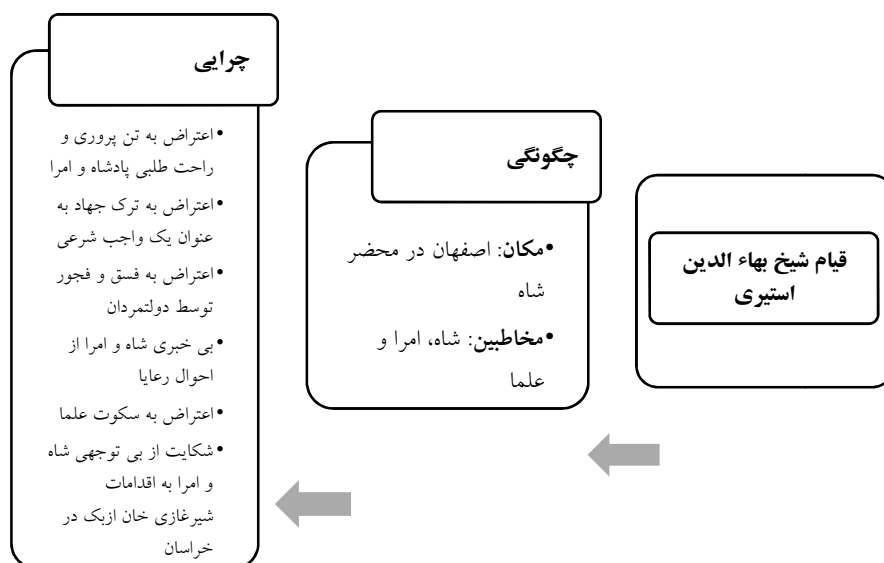 قیام شیخ بهاء الدین
استیری
چگونگی
•مکان: اصفهان در محضر
شاه
•مخاطبین: شاه، امرا و
علما
چرایی
•اعتراض به تن پروری و
راحت طلبی پادشاه و امرا
•اعتراض به ترک جهاد به
عنوان یک واجب شرعی
•اعتراض به فسق و فجور
توسط دولتمردان
•بی خبری شاه و امرا از
احوال رعایا
•اعتراض به سکوت علما
•شکایت از بی توجهی شاه
و امرا به اقدامات
شیرغازی خان ازبک در
خراسان